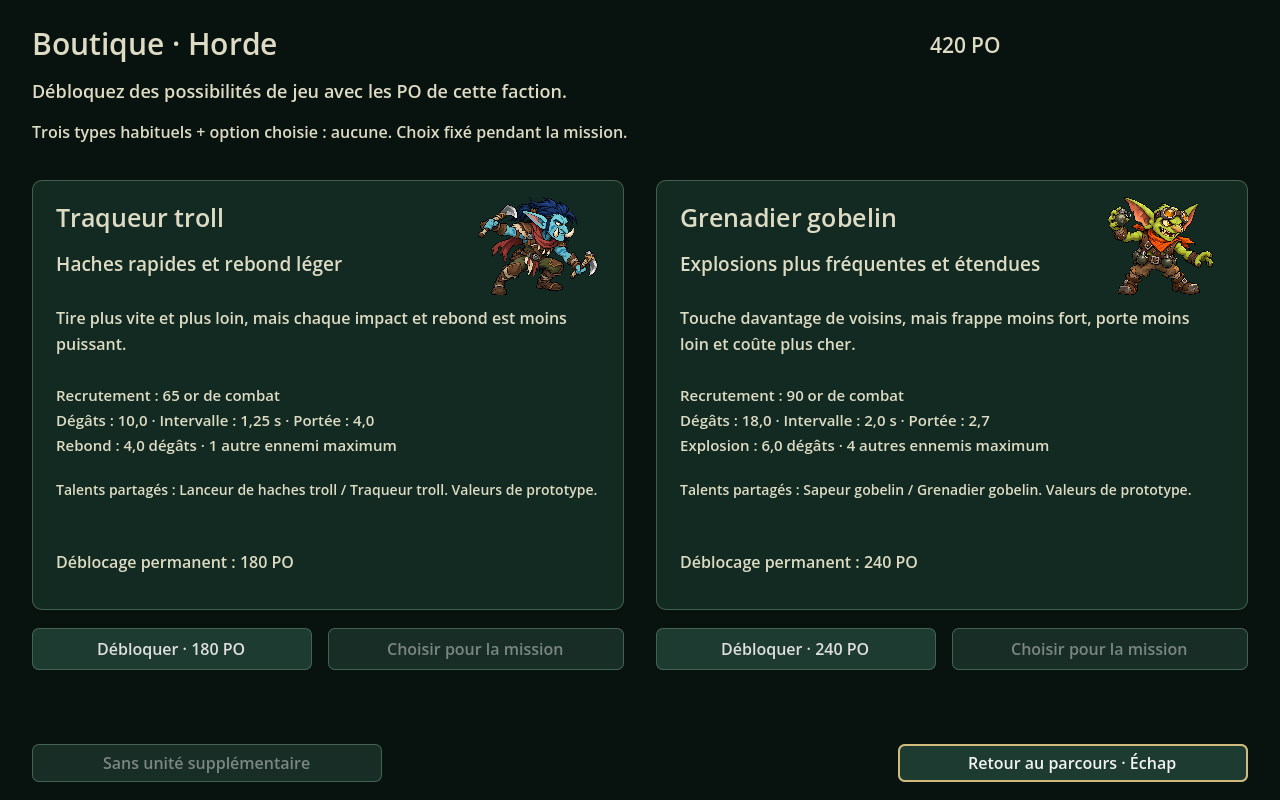 Boutique · Horde
420 PO
Débloquez des possibilités de jeu avec les PO de cette faction.
Trois types habituels + option choisie : aucune. Choix fixé pendant la mission.
Traqueur troll
Haches rapides et rebond léger
Tire plus vite et plus loin, mais chaque impact et rebond est moins
puissant.
Recrutement : 65 or de combat
Dégâts : 10,0 · Intervalle : 1,25 s · Portée : 4,0
Rebond : 4,0 dégâts · 1 autre ennemi maximum
Talents partagés : Lanceur de haches troll / Traqueur troll. Valeurs de prototype.
Déblocage permanent : 180 PO
Débloquer · 180 PO
Choisir pour la mission
Grenadier gobelin
Explosions plus fréquentes et étendues
Touche davantage de voisins, mais frappe moins fort, porte moins
loin et coûte plus cher.
Recrutement : 90 or de combat
Dégâts : 18,0 · Intervalle : 2,0 s · Portée : 2,7
Explosion : 6,0 dégâts · 4 autres ennemis maximum
Talents partagés : Sapeur gobelin / Grenadier gobelin. Valeurs de prototype.
Déblocage permanent : 240 PO
Débloquer · 240 PO
Choisir pour la mission
Sans unité supplémentaire
Retour au parcours · Échap